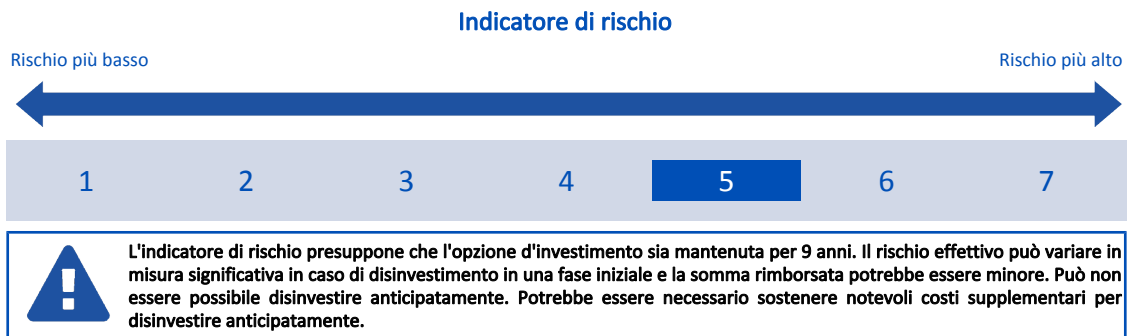 Indicatore di rischio
Rischio più basso
Rischio più alto
1 2 3 4 5 6 7
L'indicatore di rischio presuppone che l'opzione d'investimento sia mantenuta per 9 anni. Il rischio effettivo può variare in
misura significativa in caso di disinvestimento in una fase iniziale e la somma rimborsata potrebbe essere minore. Può non
essere possibile disinvestire anticipatamente. Potrebbe essere necessario sostenere notevoli costi supplementari per
disinvestire anticipatamente.